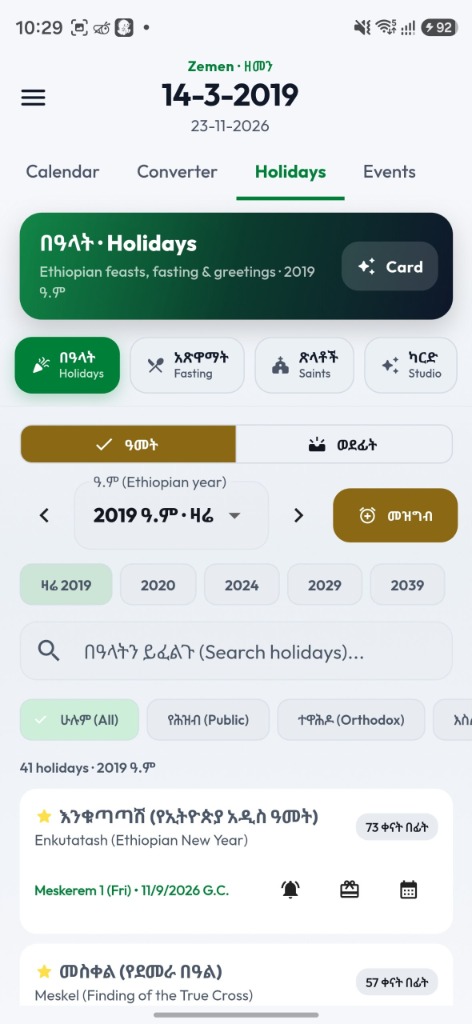 10:29
92
Zemen · ዘመን
14-3-2019
23-11-2026
Calendar Converter Holidays Events
በዓላት · Holidays
Ethiopian feasts, fasting & greetings · 2019
ዓ.ም
Card
በዓላት
Holidays
አጽዋማት
Fasting
ጽላቶች
Saints
ካርድ
Studio
ዓመት
ወደፊት
ዓ.ም (Ethiopian year)
2019 ዓ.ም · ዛሬ
መዝግብ
ዛሬ 2019 2020 2024 2029 2039
በዓላትን ይፈልጉ (Search holidays)...
ሁሉም (All) የሕዝብ (Public) ተዋሕዶ (Orthodox)
41 holidays · 2019 ዓ.ም
እንቁጣጣሽ (የኢትዮጵያ አዲስ ዓመት)
Enkutatash (Ethiopian New Year)
73 ቀናት በፊት
Meskerem 1 (Fri) • 11/9/2026 G.C.
መስቀል (የደመራ በዓል)
Meskel (Finding of the True Cross)
57 ቀናት በፊት